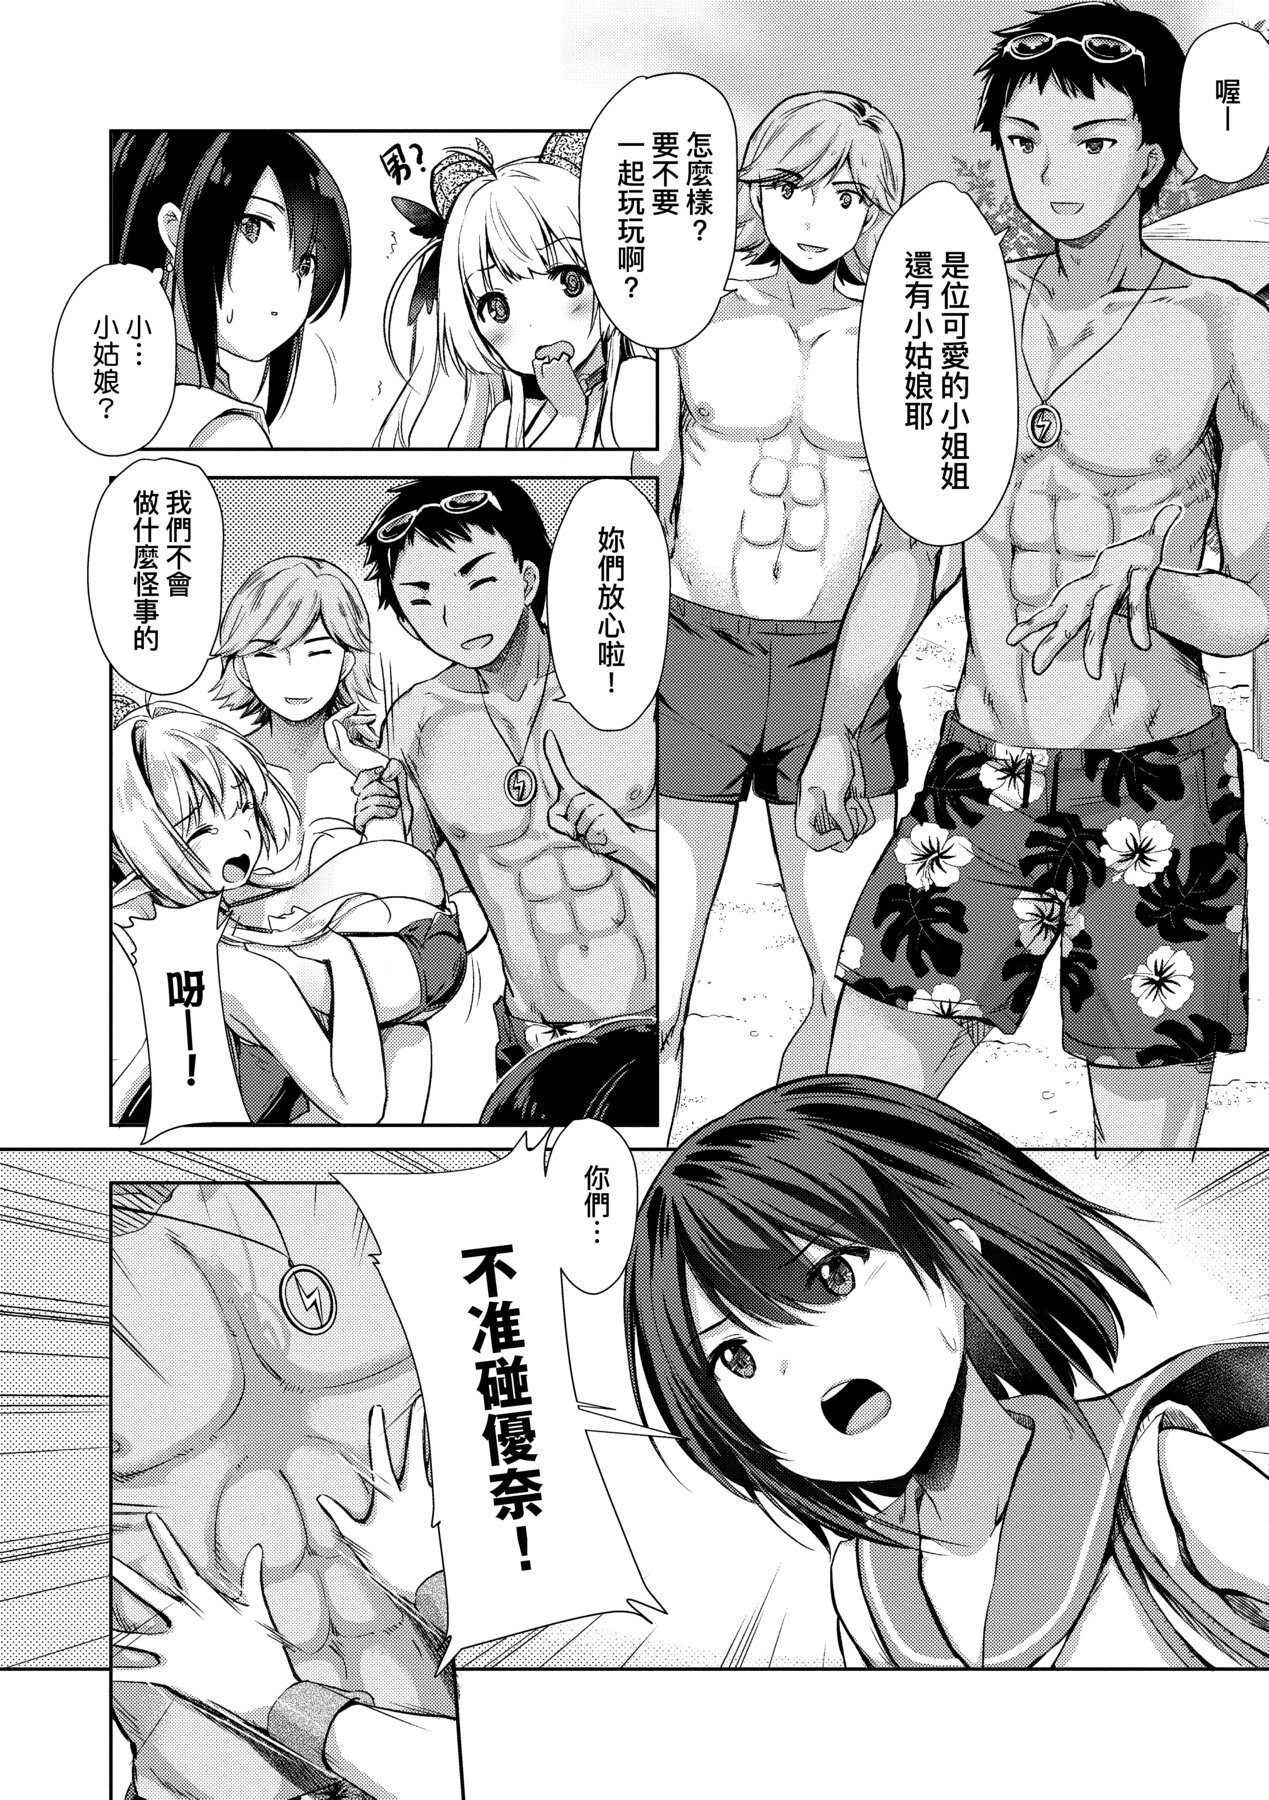 喔ー
是位可愛的小姐姐
還有小姑娘耶
怎麼樣？
要不要
一起玩玩啊？
男？
小…
小姑娘？
妳們放心啦！
我們不會
做什麼怪事的
呀ー！
你們…
不准碰優奈！